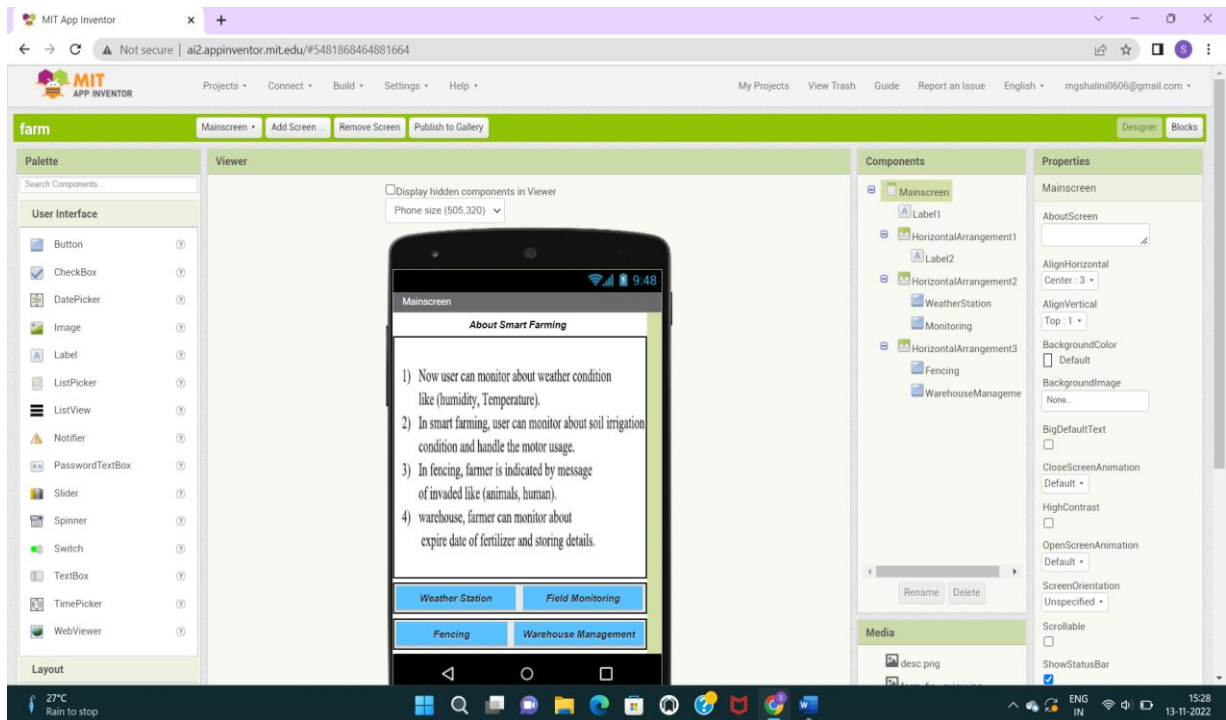 MIT App Inventor
Not secure | ai2.appinventor.mit.edu/#5481868464881664
S
MIT
APP INVENTOR
Projects Connect Build Settings Help My Projects View Trash Guide Report an Issue English mgshalini0606@gmail.com
farm Mainscreen Add Screen ... Remove Screen Publish to Gallery Designer Blocks
Palette
Search Components...
User Interface
Button
CheckBox
DatePicker
Image
Label
ListPicker
ListView
Notifier
PasswordTextBox
Slider
Spinner
Switch
TextBox
TimePicker
WebViewer
Layout
Viewer
Display hidden components in Viewer
Phone size (505,320)
9:48
Mainscreen
About Smart Farming
1) Now user can monitor about weather condition
like (humidity, Temperature).
2) In smart farming, user can monitor about soil irrigation
condition and handle the motor usage.
3) In fencing, farmer is indicated by message
of invaded like (animals, human).
4) warehouse, farmer can monitor about
expire date of fertilizer and storing details.
Weather Station Field Monitoring
Fencing Warehouse Management
Components
Mainscreen
Label1
HorizontalArrangement1
Label2
HorizontalArrangement2
WeatherStation
Monitoring
HorizontalArrangement3
Fencing
WarehouseManageme
Rename Delete
Media
desc.png
Properties
Mainscreen
AboutScreen
AlignHorizontal
Center : 3
AlignVertical
Top : 1
BackgroundColor
Default
BackgroundImage
None...
BigDefaultText
CloseScreenAnimation
Default
HighContrast
OpenScreenAnimation
Default
ScreenOrientation
Unspecified
Scrollable
ShowStatusBar
27°C
Rain to stop
ENG
IN
15:28
13-11-2022